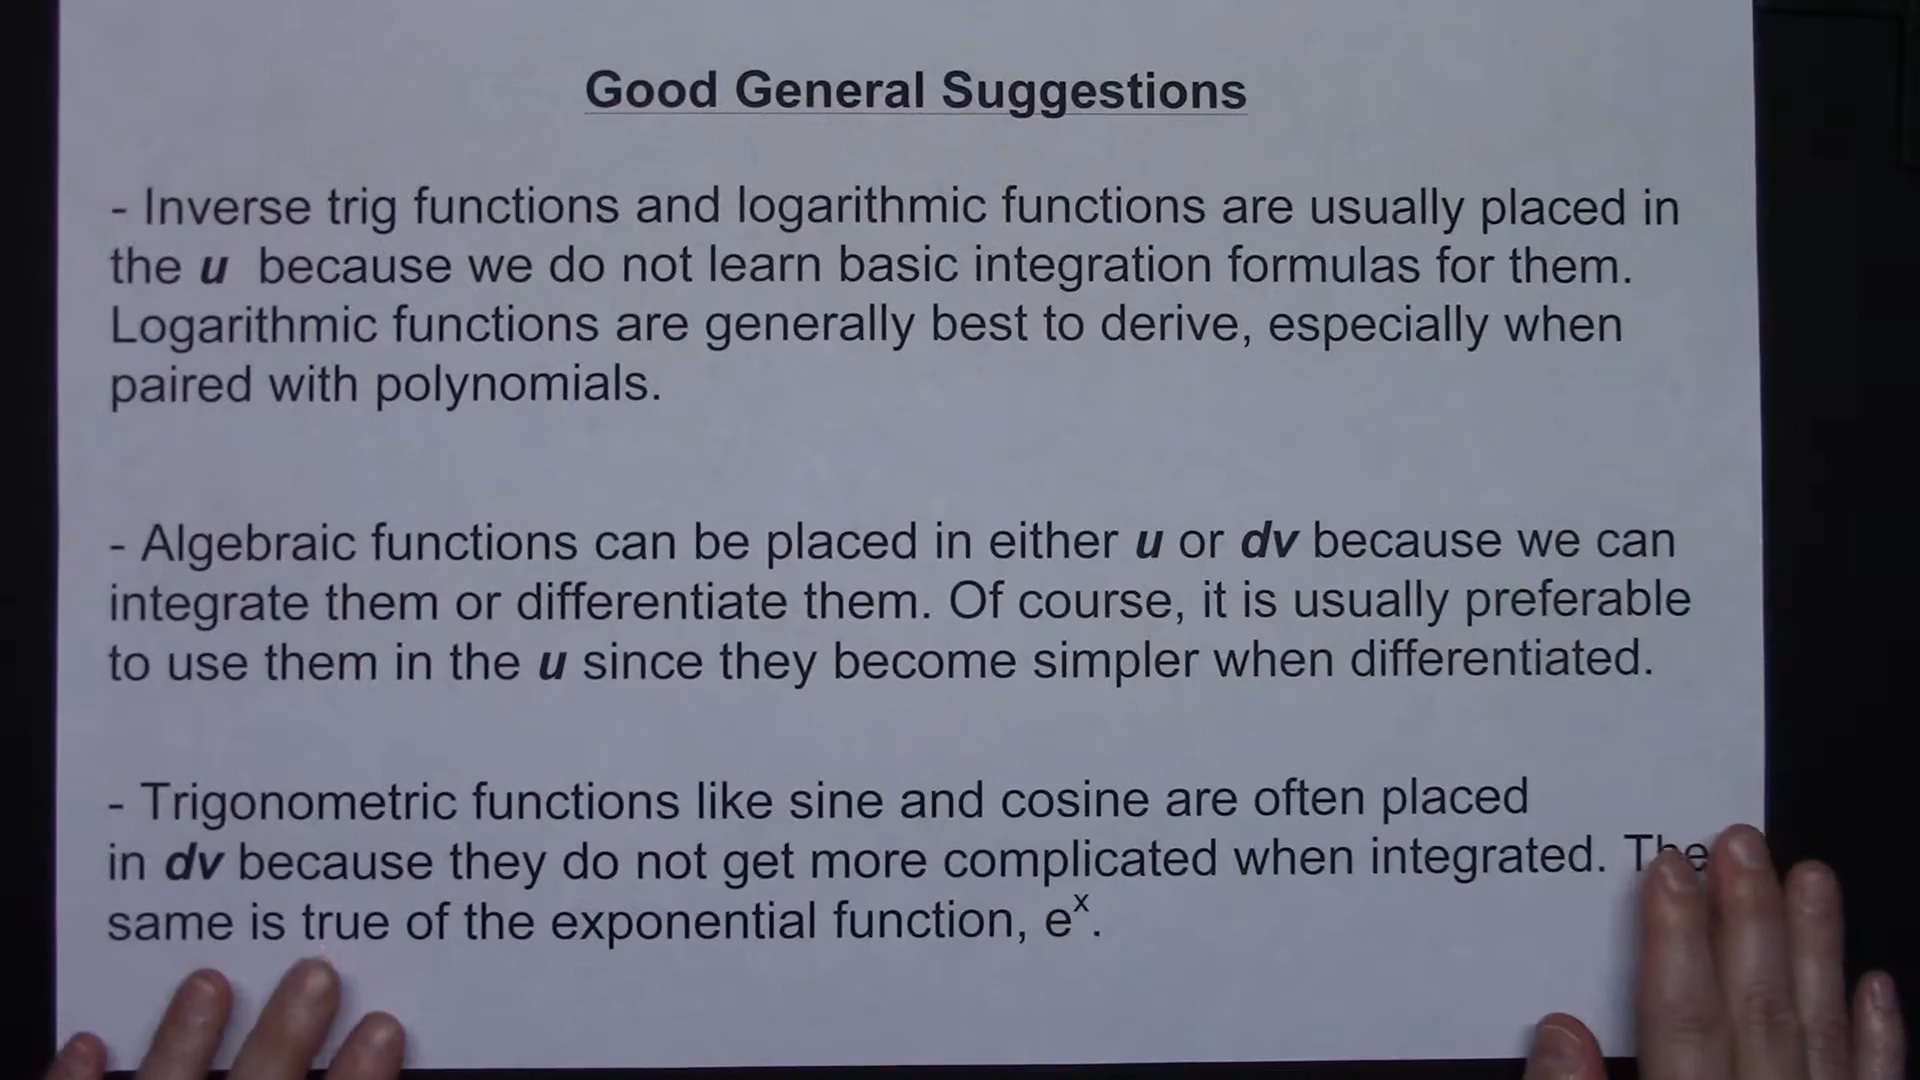 Good General Suggestions
- Inverse trig functions and logarithmic functions are usually placed in
the u because we do not learn basic integration formulas for them.
Logarithmic functions are generally best to derive, especially when
paired with polynomials.
- Algebraic functions can be placed in either u or dv because we can
integrate them or differentiate them. Of course, it is usually preferable
to use them in the u since they become simpler when differentiated.
- Trigonometric functions like sine and cosine are often placed
in dv because they do not get more complicated when integrated. The
same is true of the exponential function, eˣ.